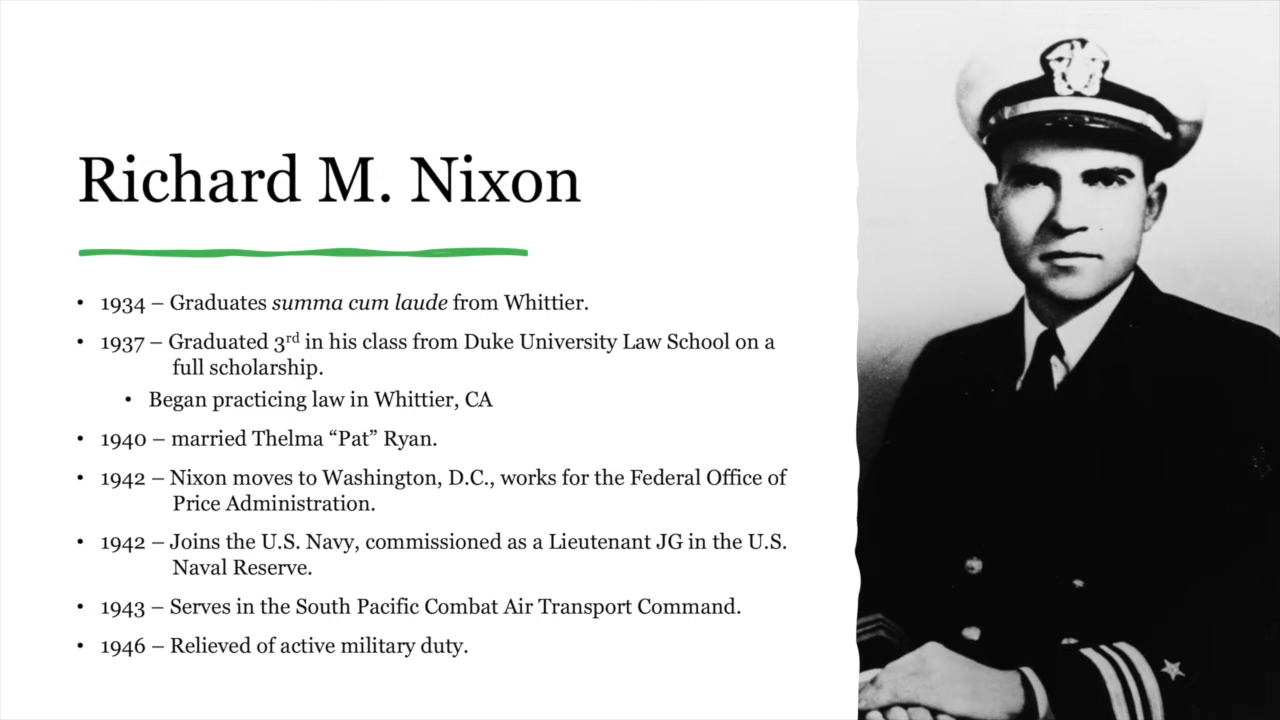 Richard M. Nixon
• 1934 – Graduates summa cum laude from Whittier.
• 1937 – Graduated 3rd in his class from Duke University Law School on a
full scholarship.
• Began practicing law in Whittier, CA
• 1940 – married Thelma “Pat” Ryan.
• 1942 – Nixon moves to Washington, D.C., works for the Federal Office of
Price Administration.
• 1942 – Joins the U.S. Navy, commissioned as a Lieutenant JG in the U.S.
Naval Reserve.
• 1943 – Serves in the South Pacific Combat Air Transport Command.
• 1946 – Relieved of active military duty.